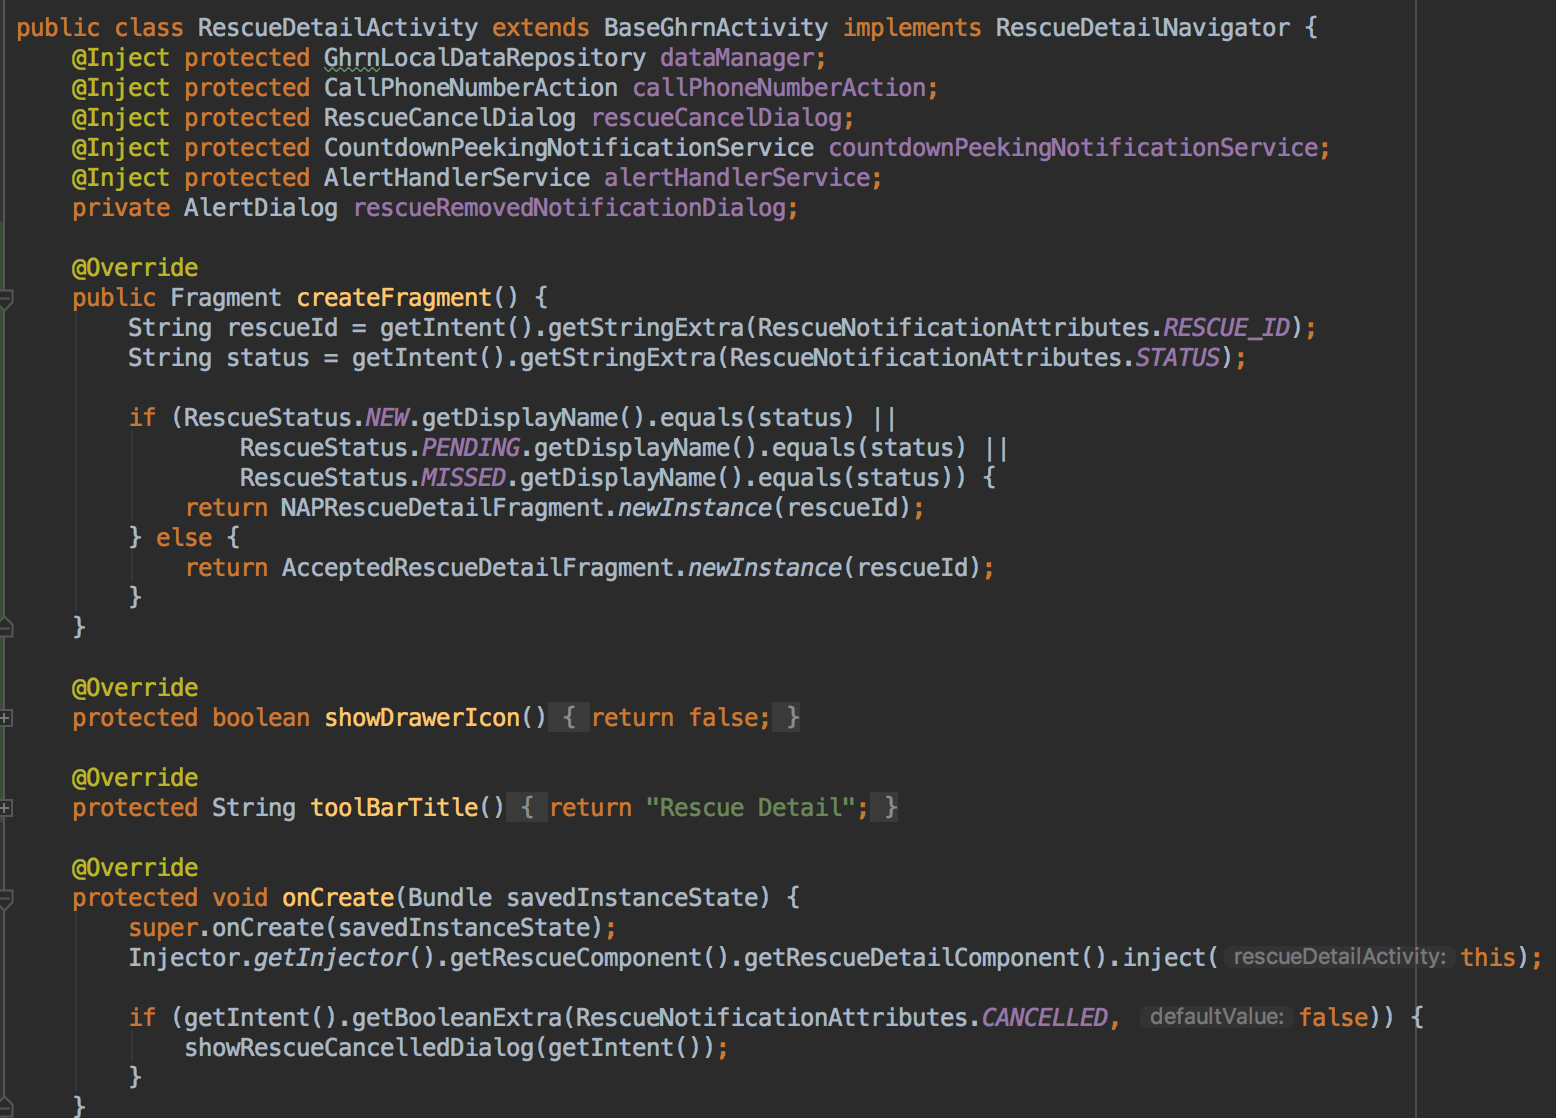 public class RescueDetailActivity extends BaseGhrnActivity implements RescueDetailNavigator {
@Inject protected GhrnLocalDataRepository dataManager;
@Inject protected CallPhoneNumberAction callPhoneNumberAction;
@Inject protected RescueCancelDialog rescueCancelDialog;
@Inject protected CountdownPeekingNotificationService countdownPeekingNotificationService;
@Inject protected AlertHandlerService alertHandlerService;
private AlertDialog rescueRemovedNotificationDialog;
@Override
public Fragment createFragment() {
String rescueId = getIntent().getStringExtra(RescueNotificationAttributes.RESCUE_ID);
String status = getIntent().getStringExtra(RescueNotificationAttributes.STATUS);
if (RescueStatus.NEW.getDisplayName().equals(status) ||
RescueStatus.PENDING.getDisplayName().equals(status) ||
RescueStatus.MISSED.getDisplayName().equals(status)) {
return NAPRescueDetailFragment.newInstance(rescueId);
} else {
return AcceptedRescueDetailFragment.newInstance(rescueId);
}
}
@Override
protected boolean showDrawerIcon() { return false; }
@Override
protected String toolBarTitle() { return "Rescue Detail"; }
@Override
protected void onCreate(Bundle savedInstanceState) {
super.onCreate(savedInstanceState);
Injector.getInjector().getRescueComponent().getRescueDetailComponent().inject( rescueDetailActivity: this);
if (getIntent().getBooleanExtra(RescueNotificationAttributes.CANCELLED, defaultValue: false)) {
showRescueCancelledDialog(getIntent());
}
}